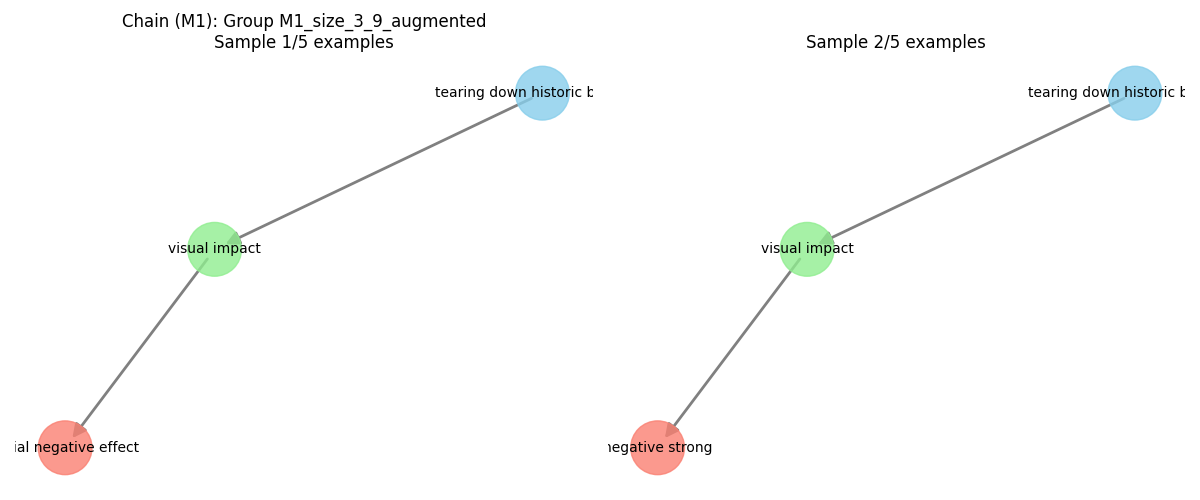 Chain (M1): Group M1_size_3_9_augmented
Sample 1/5 examples
Sample 2/5 examples
tearing down historic
tearing down historic
visual impact
visual impact
negative effect
negative strong